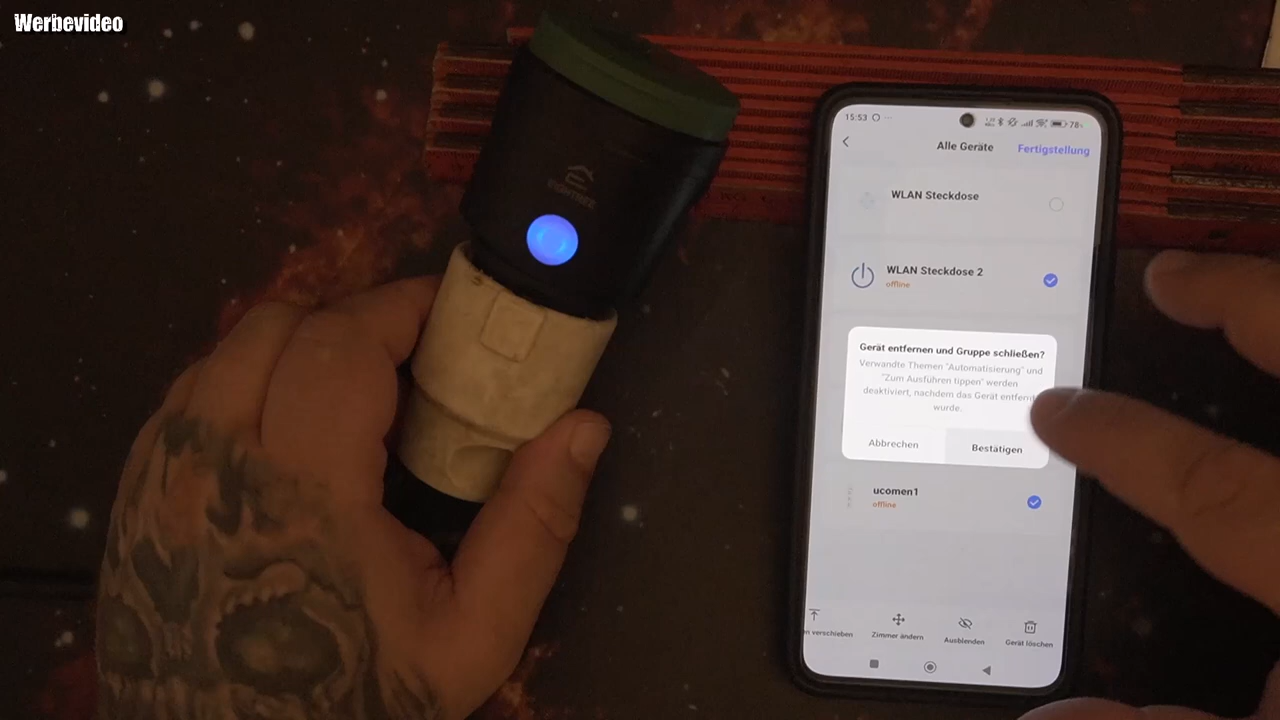 Werbevideo
15:53
78
Alle Geräte
Fertigstellung
WLAN Steckdose
WLAN Steckdose 2
offline
Gerät entfernen und Gruppe schließen?
Verwandte Themen "Automatisierung" und
"Zum Ausführen tippen" werden
deaktiviert, nachdem das Gerät entfernt
wurde.
Abbrechen
Bestätigen
ucomen1
offline
verschieben
Zimmer ändern
Ausblenden
Gerät löschen